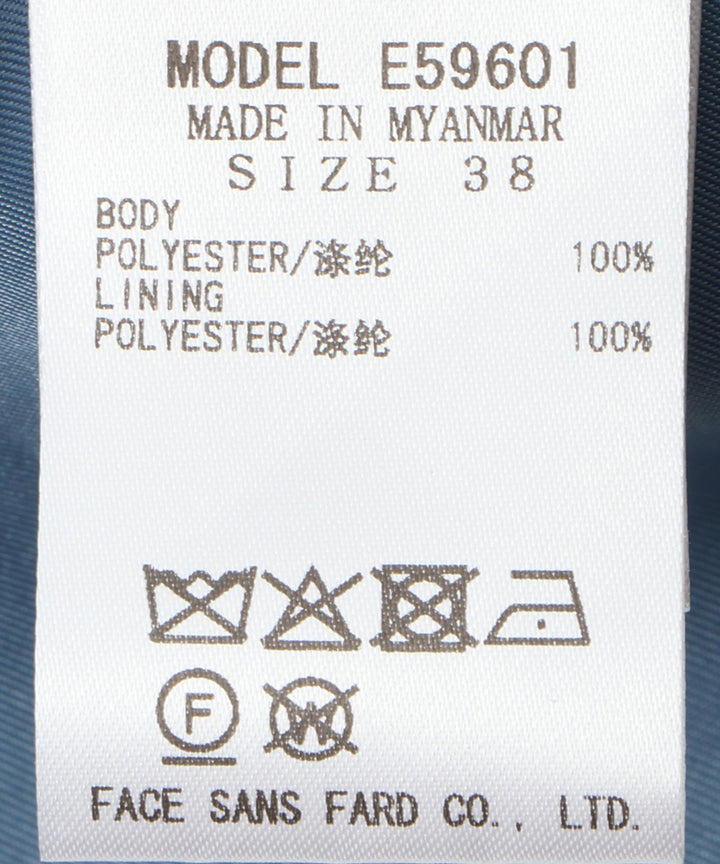 MODEL E59601
MADE IN MYANMAR
SIZE 38
BODY
POLYESTER/涤纶 100%
LINING
POLYESTER/涤纶 100%
F W
FACE SANS FARD CO., LTD.